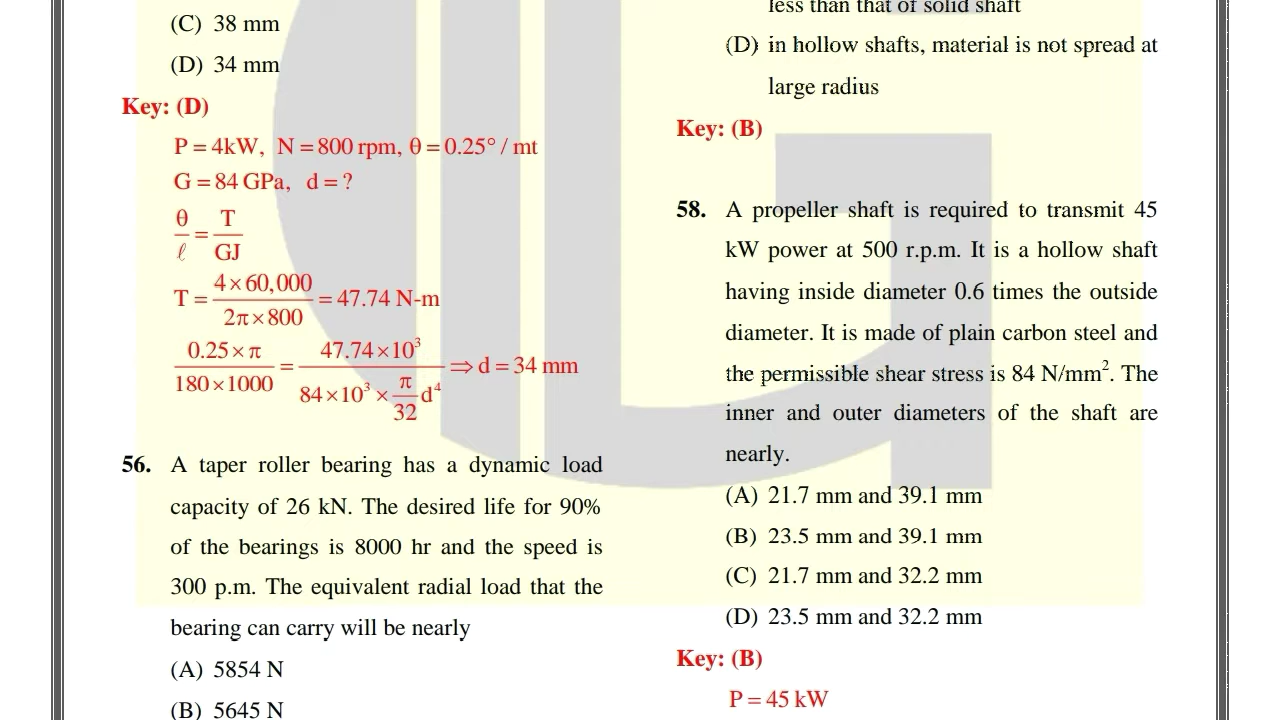 (C) 38 mm
(D) 34 mm
Key: (D)
P = 4kW, N = 800 rpm, θ = 0.25° / mt
G = 84 GPa, d = ?
θ/ℓ = T/GJ
T = 4×60,000 / 2π×800 = 47.74 N-m
0.25×π / 180×1000 = 47.74×10³ / 84×10³ × π/32 d⁴ ⇒ d = 34 mm
56. A taper roller bearing has a dynamic load
capacity of 26 kN. The desired life for 90%
of the bearings is 8000 hr and the speed is
300 p.m. The equivalent radial load that the
bearing can carry will be nearly
(A) 5854 N
(B) 5645 N
less than that of solid shaft
(D) in hollow shafts, material is not spread at
large radius
Key: (B)
58. A propeller shaft is required to transmit 45
kW power at 500 r.p.m. It is a hollow shaft
having inside diameter 0.6 times the outside
diameter. It is made of plain carbon steel and
the permissible shear stress is 84 N/mm². The
inner and outer diameters of the shaft are
nearly.
(A) 21.7 mm and 39.1 mm
(B) 23.5 mm and 39.1 mm
(C) 21.7 mm and 32.2 mm
(D) 23.5 mm and 32.2 mm
Key: (B)
P = 45 kW